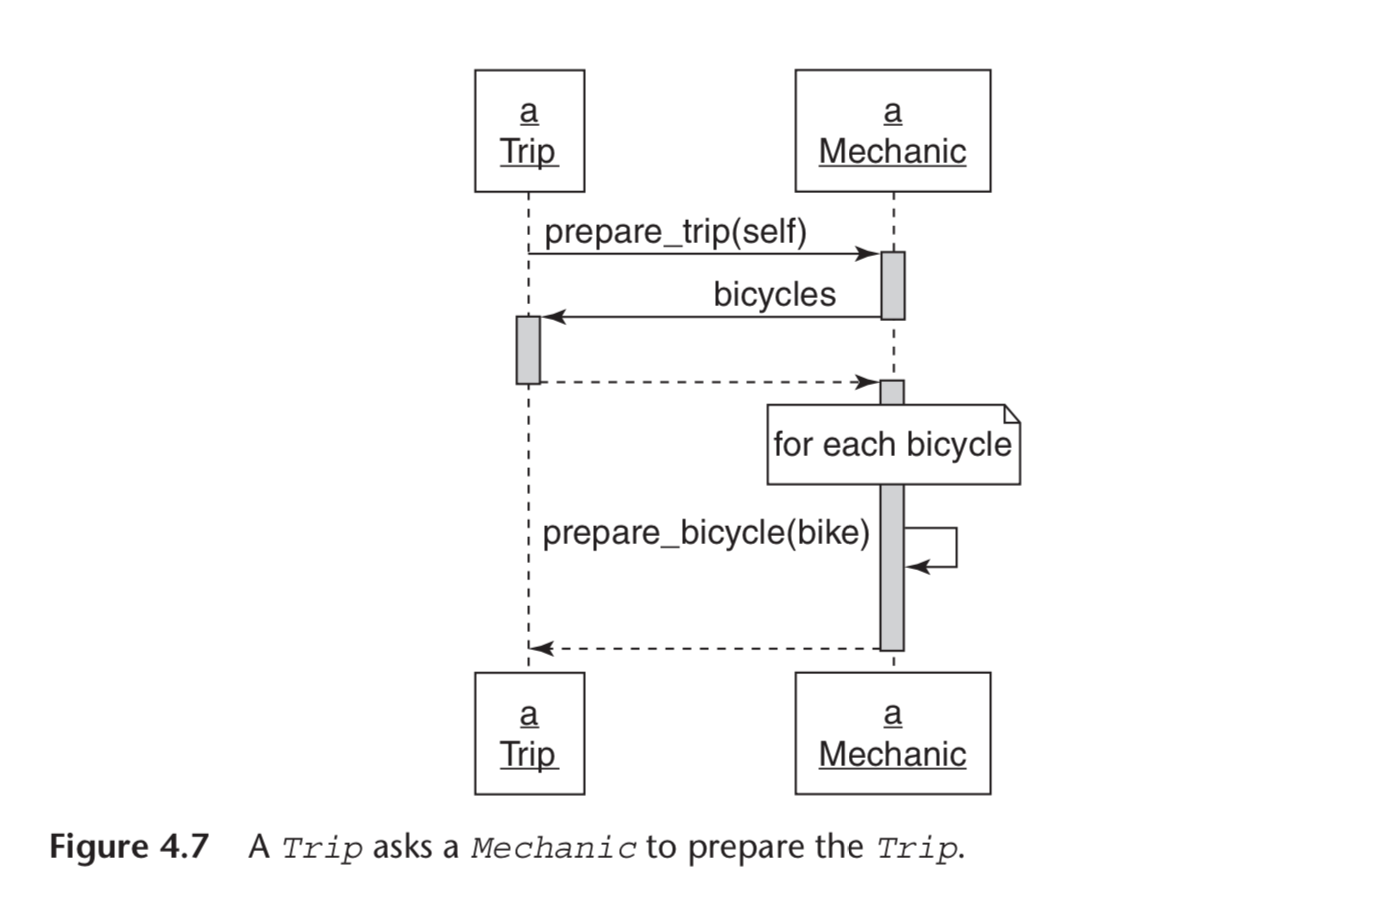 a
Trip
a
Mechanic
prepare_trip(self)
bicycles
for each bicycle
prepare_bicycle(bike)
a
Trip
a
Mechanic
Figure 4.7 A Trip asks a Mechanic to prepare the Trip.